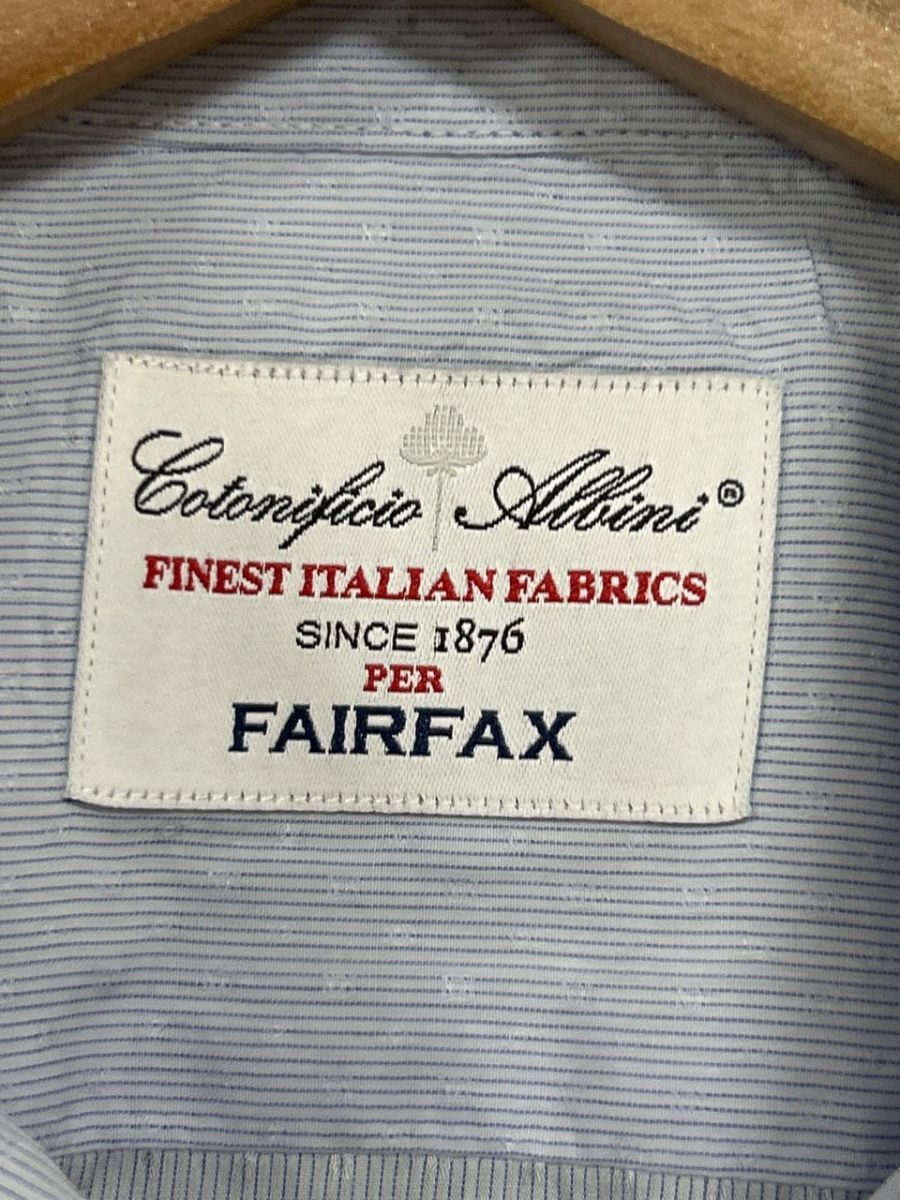 Cotonificio Albini®
FINEST ITALIAN FABRICS
SINCE 1876
PER
FAIRFAX